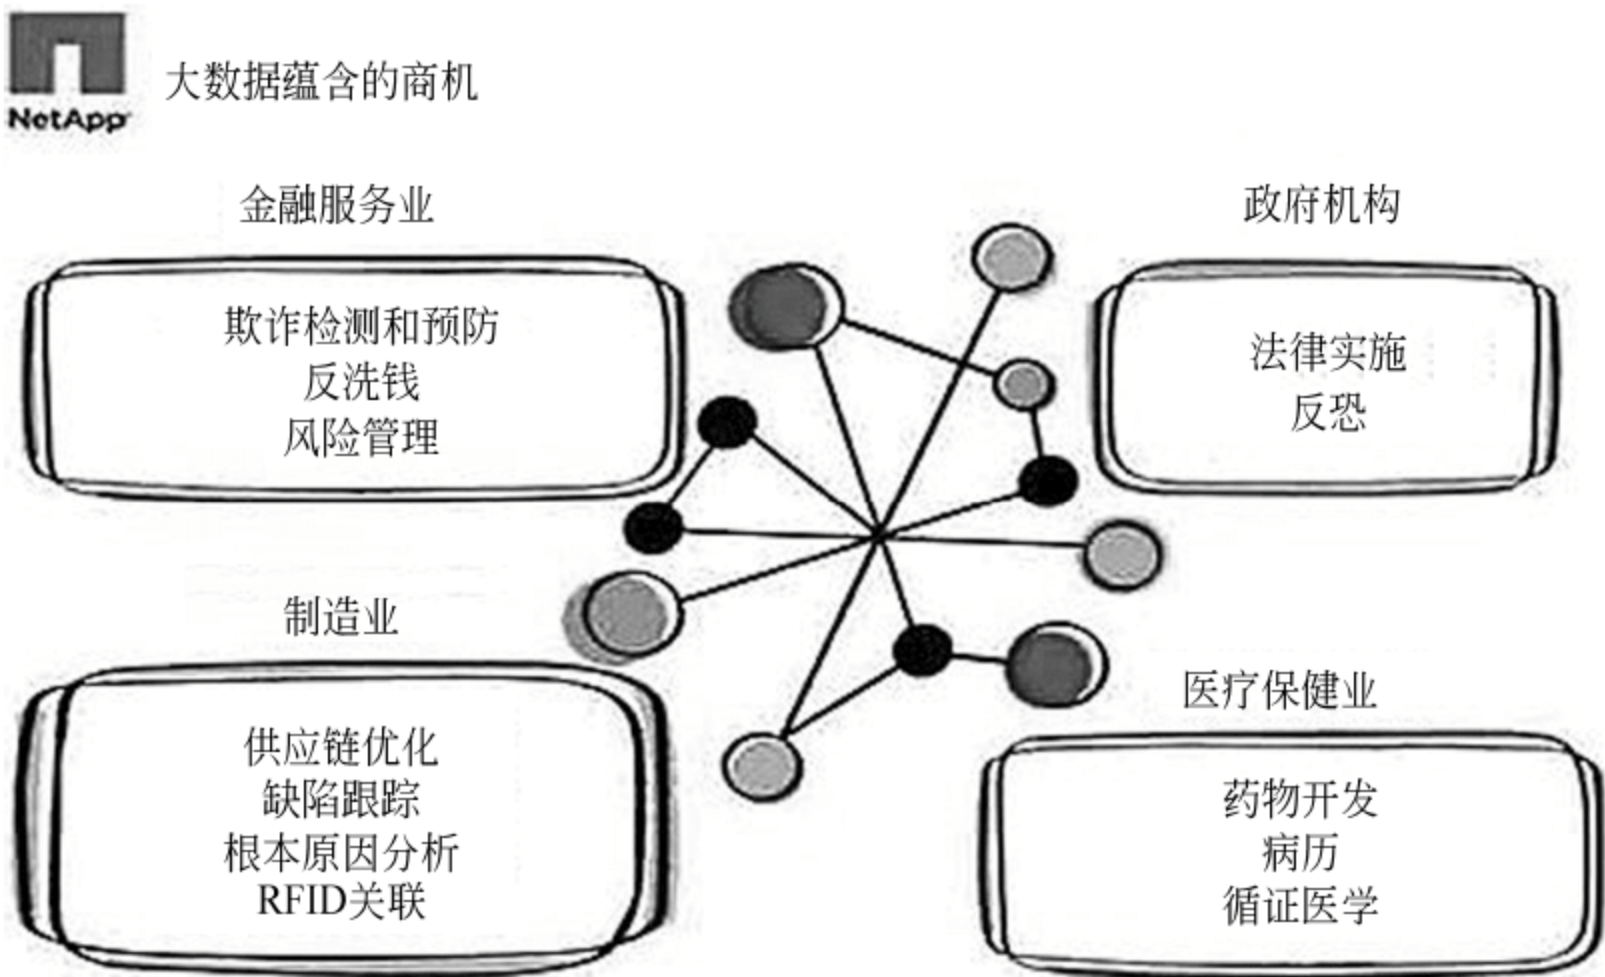 NetApp
大数据蕴含的商机
金融服务业
欺诈检测和预防
反洗钱
风险管理
政府机构
法律实施
反恐
制造业
供应链优化
缺陷跟踪
根本原因分析
RFID关联
医疗保健业
药物开发
病历
循证医学